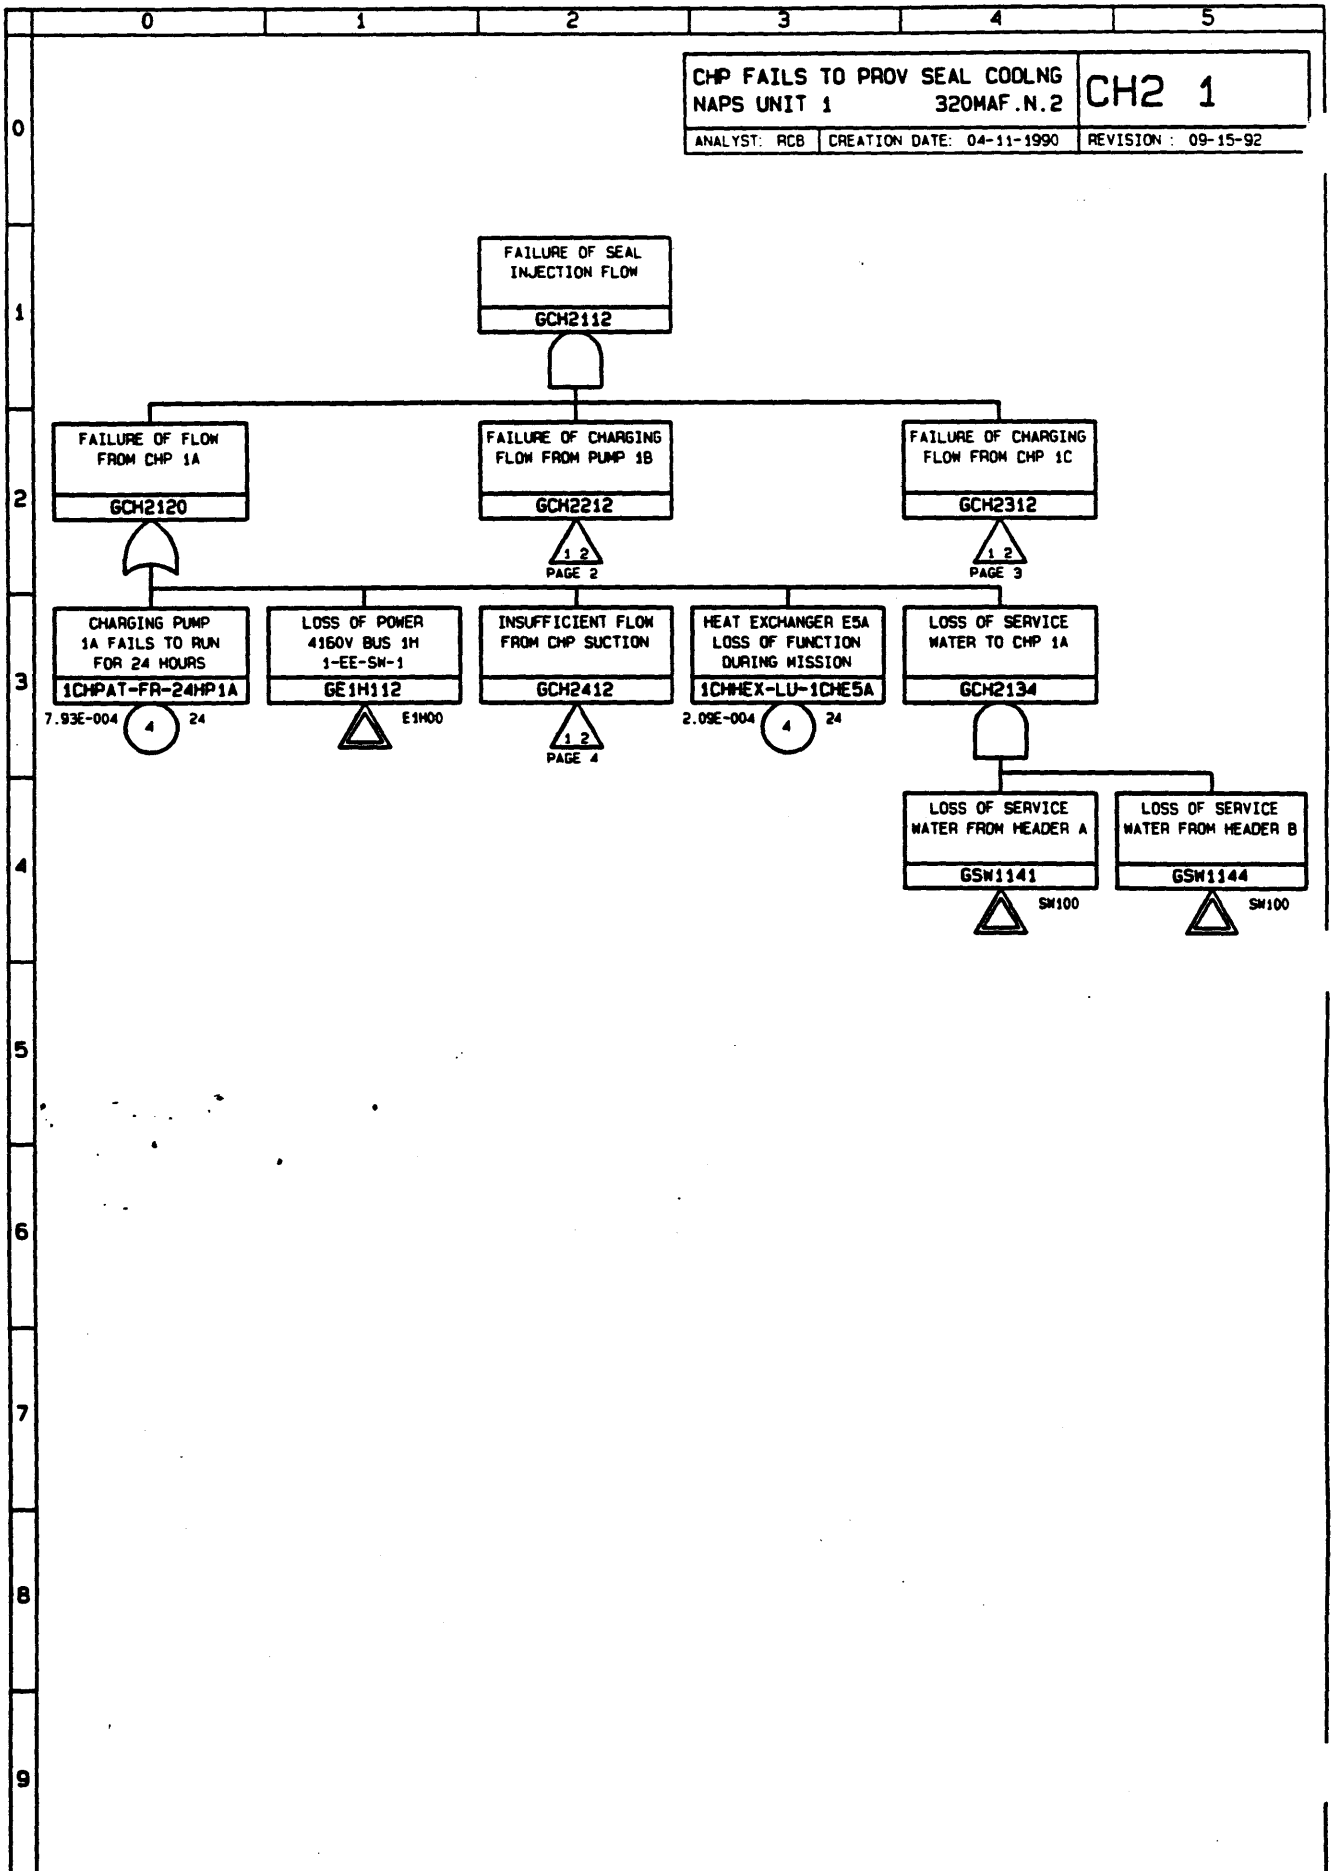 0 1 2 3 4 5
CHP FAILS TO PROV SEAL COOLNG
NAPS UNIT 1 320MAF.N.2
CH2 1
ANALYST: RCB CREATION DATE: 04-11-1990 REVISION : 09-15-92
0
FAILURE OF SEAL
INJECTION FLOW
GCH2112
1
FAILURE OF FLOW
FROM CHP 1A
GCH2120
FAILURE OF CHARGING
FLOW FROM PUMP 1B
GCH2212
1 2
PAGE 2
FAILURE OF CHARGING
FLOW FROM CHP 1C
GCH2312
1 2
PAGE 3
2
CHARGING PUMP
1A FAILS TO RUN
FOR 24 HOURS
1CHPAT-FR-24HP1A
7.93E-004 4 24
LOSS OF POWER
4160V BUS 1H
1-EE-SW-1
GE1H112
E1H00
INSUFFICIENT FLOW
FROM CHP SUCTION
GCH2412
1 2
PAGE 4
HEAT EXCHANGER E5A
LOSS OF FUNCTION
DURING MISSION
1CHHEX-LU-1CHE5A
2.09E-004 4 24
LOSS OF SERVICE
WATER TO CHP 1A
GCH2134
3
LOSS OF SERVICE
WATER FROM HEADER A
GSW1141
SW100
LOSS OF SERVICE
WATER FROM HEADER B
GSW1144
SW100
4
5
6
7
8
9